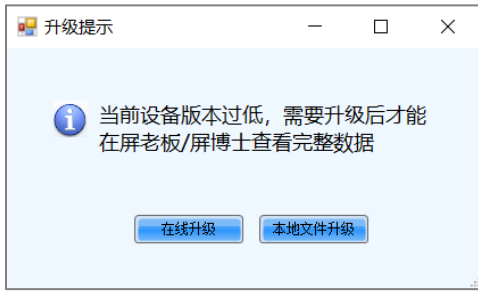 升级提示
当前设备版本过低，需要升级后才能
在屏老板/屏博士查看完整数据
在线升级 本地文件升级